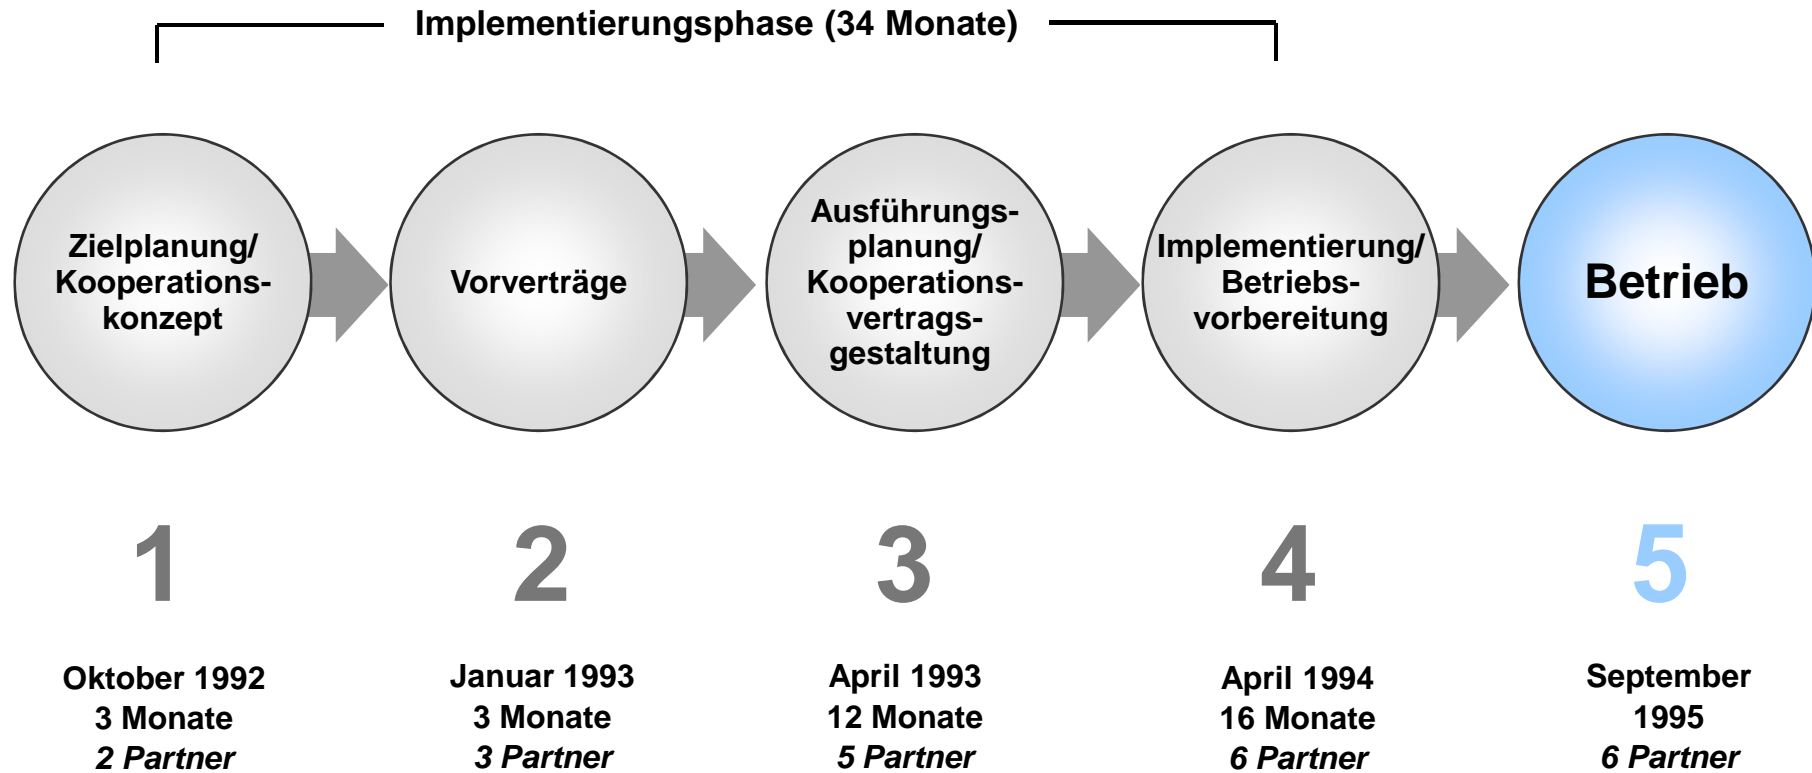 Implementierungsphase (34 Monate)
Zielplanung/
Kooperations-
konzept
Vorverträge
Ausführungs-
planung/
Kooperations-
vertrags-
gestaltung
Implementierung/
Betriebs-
vorbereitung
Betrieb
1
2
3
4
5
Oktober 1992
3 Monate
2 Partner
Januar 1993
3 Monate
3 Partner
April 1993
12 Monate
5 Partner
April 1994
16 Monate
6 Partner
September
1995
6 Partner